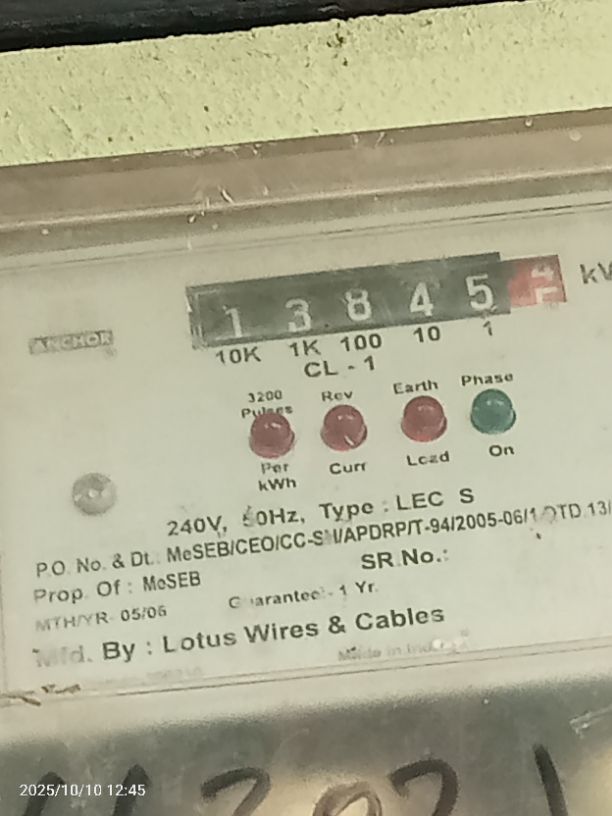 1 3 8 4 5
10K 1K 100 10 1
CL - 1
ANCHOR
3200 Pulses Per kWh
Rev Curr
Earth Load
Phase On
240V, 50Hz, Type : LEC S
P.O. No. & Dt. MeSEB/CEO/CC-SM/APDRP/T-94/2005-06/
Prop. Of : MeSEB
SR.No.:
MTH/YR- 05/06
Guarantee:- 1 Yr.
Mfd. By : Lotus Wires & Cables
Made in
2025/10/10 12:45